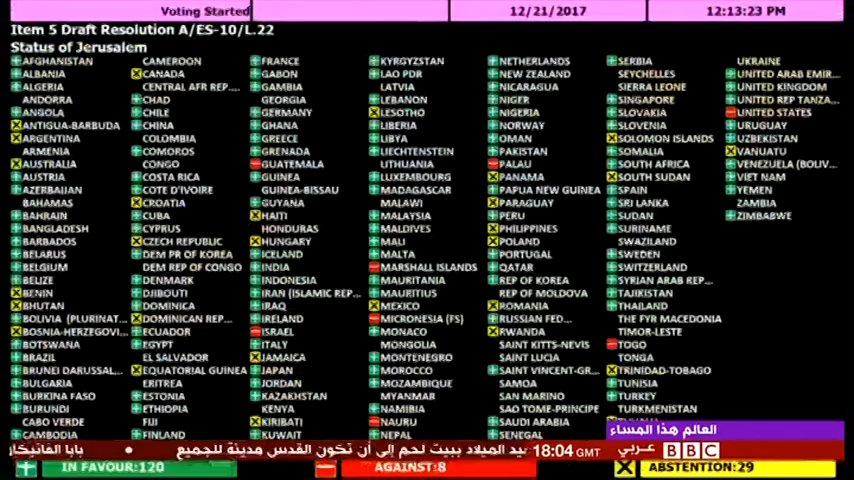 Voting Started
12/21/2017
12:13:23 PM
Item 5 Draft Resolution A/ES-10/L.22
Status of Jerusalem
AFGHANISTAN
ALBANIA
ALGERIA
ANDORRA
ANGOLA
ANTIGUA-BARBUDA
ARGENTINA
ARMENIA
AUSTRALIA
AUSTRIA
AZERBAIJAN
BAHAMAS
BAHRAIN
BANGLADESH
BARBADOS
BELARUS
BELGIUM
BELIZE
BENIN
BHUTAN
BOLIVIA (PLURINAT...
BOSNIA-HERZEGOVI...
BOTSWANA
BRAZIL
BRUNEI DARUSSAL...
BULGARIA
BURKINA FASO
BURUNDI
CABO VERDE
CAMBODIA
CAMEROON
CANADA
CENTRAL AFR REP...
CHAD
CHILE
CHINA
COLOMBIA
COMOROS
CONGO
COSTA RICA
COTE D'IVOIRE
CROATIA
CUBA
CYPRUS
CZECH REPUBLIC
DEM PR OF KOREA
DEM REP OF CONGO
DENMARK
DJIBOUTI
DOMINICA
DOMINICAN REP...
ECUADOR
EGYPT
EL SALVADOR
EQUATORIAL GUINEA
ERITREA
ESTONIA
ETHIOPIA
FIJI
FINLAND
FRANCE
GABON
GAMBIA
GEORGIA
GERMANY
GHANA
GREECE
GRENADA
GUATEMALA
GUINEA
GUINEA-BISSAU
GUYANA
HAITI
HONDURAS
HUNGARY
ICELAND
INDIA
INDONESIA
IRAN (ISLAMIC REP...
IRAQ
IRELAND
ISRAEL
ITALY
JAMAICA
JAPAN
JORDAN
KAZAKHSTAN
KENYA
KIRIBATI
KUWAIT
KYRGYZSTAN
LAO PDR
LATVIA
LEBANON
LESOTHO
LIBERIA
LIBYA
LIECHTENSTEIN
LITHUANIA
LUXEMBOURG
MADAGASCAR
MALAWI
MALAYSIA
MALDIVES
MALI
MALTA
MARSHALL ISLANDS
MAURITANIA
MAURITIUS
MEXICO
MICRONESIA (FS)
MONACO
MONGOLIA
MONTENEGRO
MOROCCO
MOZAMBIQUE
MYANMAR
NAMIBIA
NAURU
NEPAL
NETHERLANDS
NEW ZEALAND
NICARAGUA
NIGER
NIGERIA
NORWAY
OMAN
PAKISTAN
PALAU
PANAMA
PAPUA NEW GUINEA
PARAGUAY
PERU
PHILIPPINES
POLAND
PORTUGAL
QATAR
REP OF KOREA
REP OF MOLDOVA
ROMANIA
RUSSIAN FED...
RWANDA
SAINT KITTS-NEVIS
SAINT LUCIA
SAINT VINCENT-GR...
SAMOA
SAN MARINO
SAO TOME-PRINCIPE
SAUDI ARABIA
SENEGAL
SERBIA
SEYCHELLES
SIERRA LEONE
SINGAPORE
SLOVAKIA
SLOVENIA
SOLOMON ISLANDS
SOMALIA
SOUTH AFRICA
SOUTH SUDAN
SPAIN
SRI LANKA
SUDAN
SURINAME
SWAZILAND
SWEDEN
SWITZERLAND
SYRIAN ARAB REP...
TAJIKISTAN
THAILAND
THE FYR MACEDONIA
TIMOR-LESTE
TOGO
TONGA
TRINIDAD-TOBAGO
TUNISIA
TURKEY
TURKMENISTAN
UKRAINE
UNITED ARAB EMIR...
UNITED KINGDOM
UNITED REP TANZA...
UNITED STATES
URUGUAY
UZBEKISTAN
VANUATU
VENEZUELA (BOLIV...
VIET NAM
YEMEN
ZAMBIA
ZIMBABWE
العالم هذا المساء
BBC عربي
18:04 GMT
يد الميلاد ببيت لحم إلى أن تكون القدس مدينة للجميع • بابا الفاتيكان
IN FAVOUR:120
AGAINST:8
ABSTENTION:29